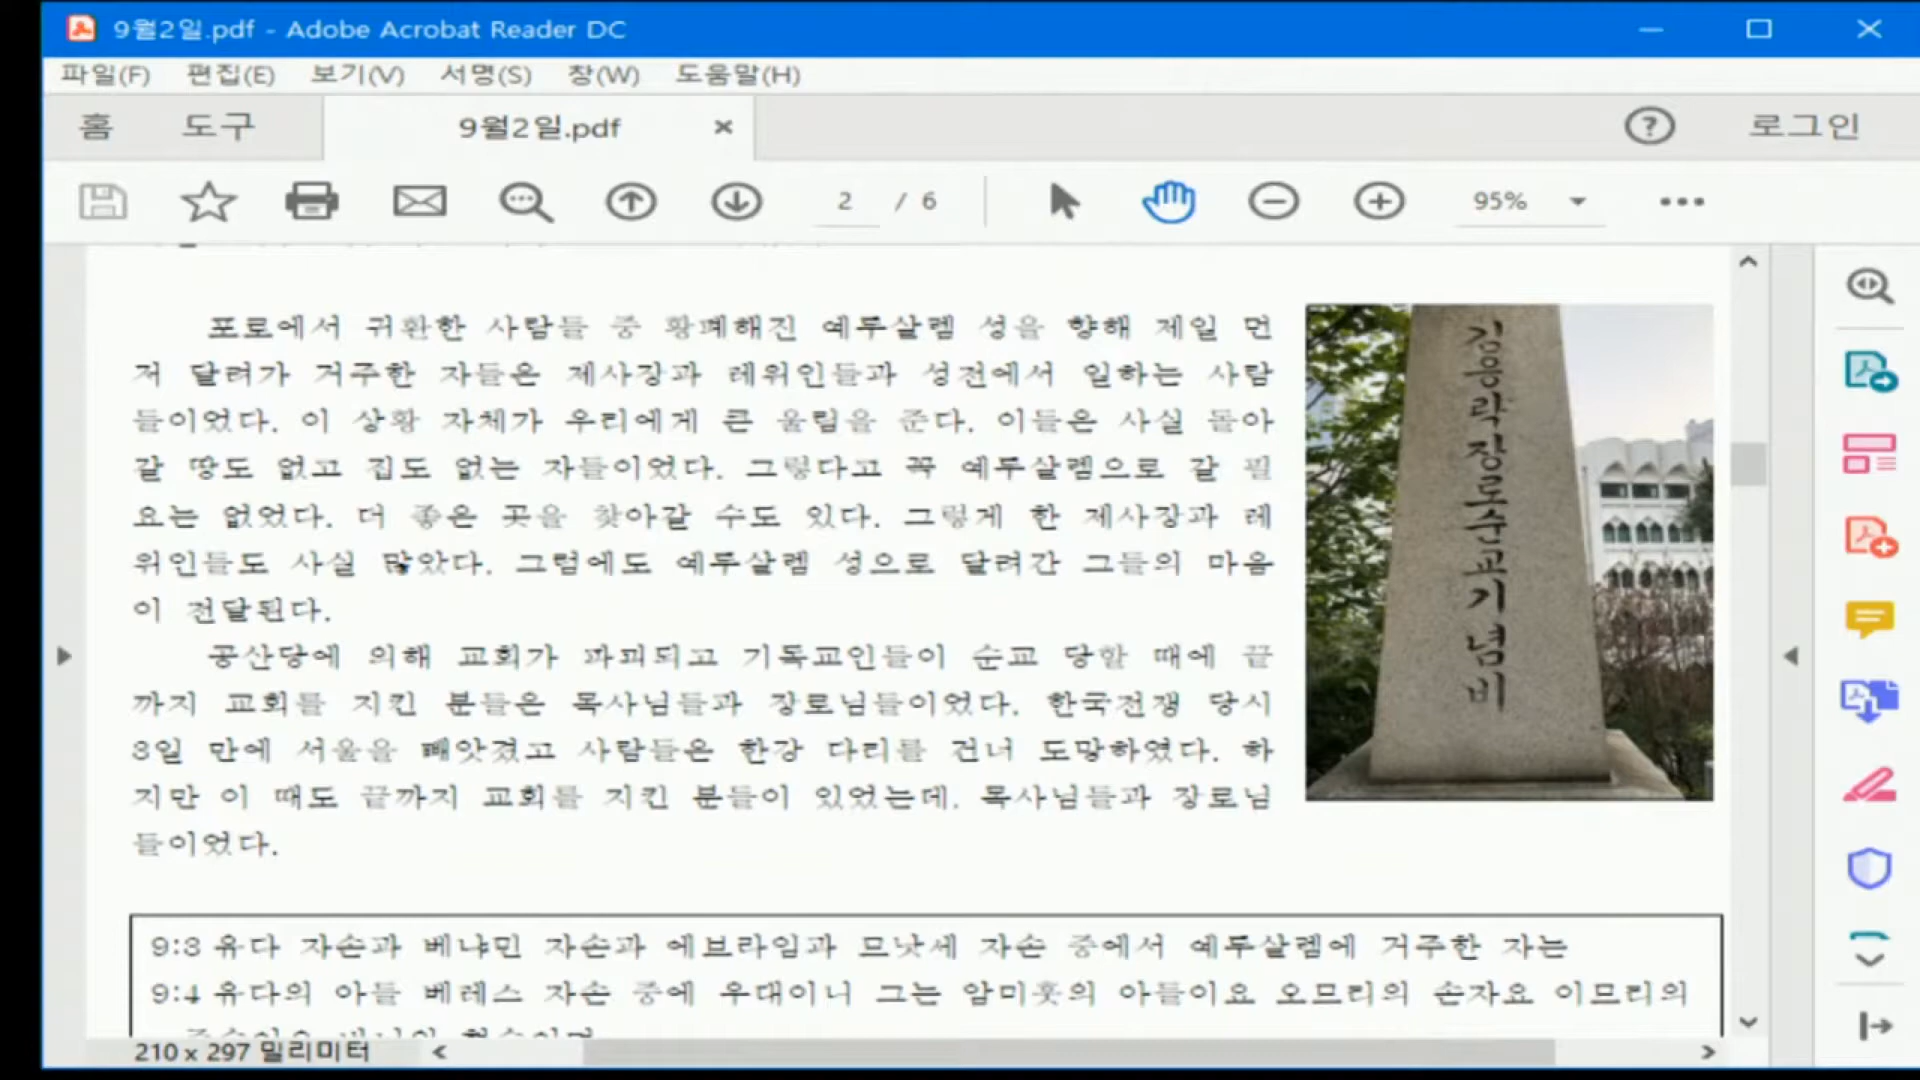 9월2일.pdf - Adobe Acrobat Reader DC
파일(F) 편집(E) 보기(V) 서명(S) 창(W) 도움말(H)
홈 도구 9월2일.pdf 로그인
2 / 6 95%
포로에서 귀환한 사람들 중 황폐해진 예루살렘 성을 향해 제일 먼
저 달려가 거주한 자들은 제사장과 레위인들과 성전에서 일하는 사람
들이었다. 이 상황 자체가 우리에게 큰 울림을 준다. 이들은 사실 돌아
갈 땅도 없고 집도 없는 자들이었다. 그렇다고 꼭 예루살렘으로 갈 필
요는 없었다. 더 좋은 곳을 찾아갈 수도 있다. 그렇게 한 제사장과 레
위인들도 사실 많았다. 그럼에도 예루살렘 성으로 달려간 그들의 마음
이 전달된다.
공산당에 의해 교회가 파괴되고 기독교인들이 순교 당할 때에 끝
까지 교회를 지킨 분들은 목사님들과 장로님들이었다. 한국전쟁 당시
3일 만에 서울을 빼앗겼고 사람들은 한강 다리를 건너 도망하였다. 하
지만 이 때도 끝까지 교회를 지킨 분들이 있었는데, 목사님들과 장로님
들이었다.
김응락장로순교기념비
9:3 유다 자손과 베냐민 자손과 에브라임과 므낫세 자손 중에서 예루살렘에 거주한 자는
9:4 유다의 아들 베레스 자손 중에 우대이니 그는 암미훗의 아들이요 오므리의 손자요 이므리의
210 x 297 밀리미터